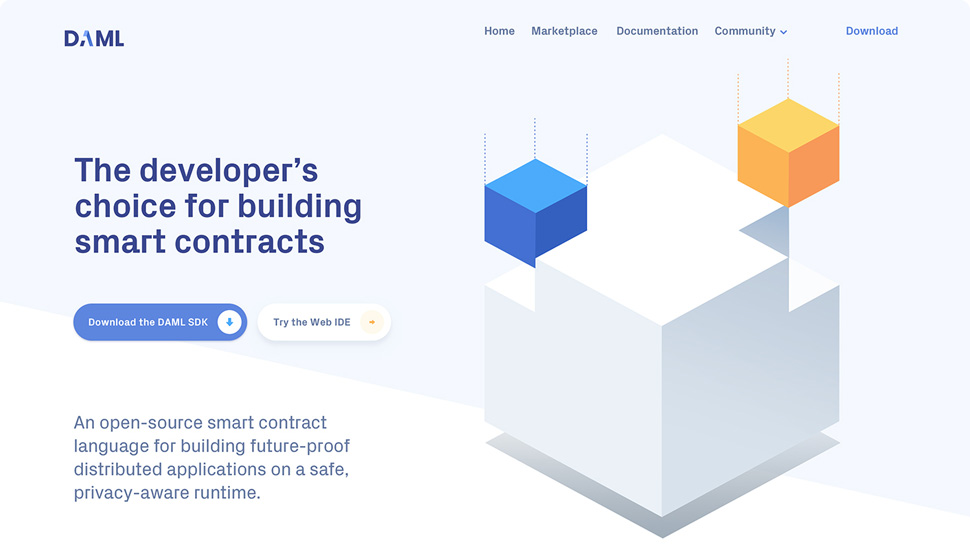 DAML
Home Marketplace Documentation Community Download
The developer’s
choice for building
smart contracts
Download the DAML SDK
Try the Web IDE
An open-source smart contract
language for building future-proof
distributed applications on a safe,
privacy-aware runtime.